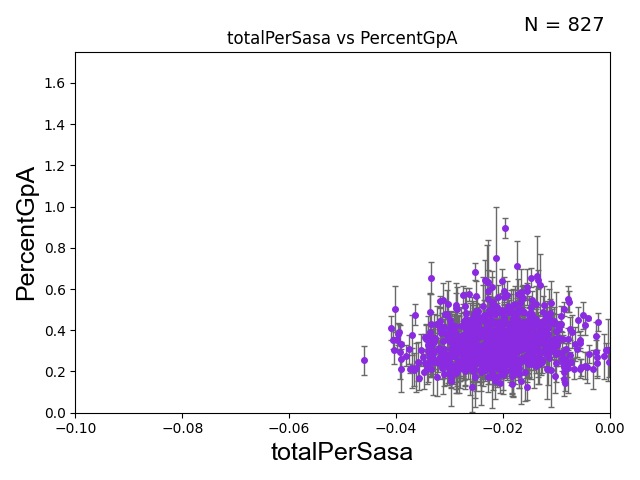 N = 827
totalPerSasa vs PercentGpA
PercentGpA
1.6
1.4
1.2
1.0
0.8
0.6
0.4
0.2
0.0
−0.10 −0.08 −0.06 −0.04 −0.02 0.00
totalPerSasa